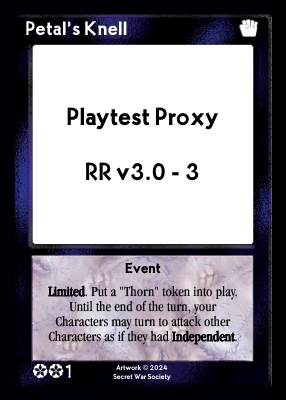 Petal's Knell
Playtest Proxy
RR v3.0 - 3
Event
Limited. Put a "Thorn" token into play.
Until the end of the turn, your
Characters may turn to attack other
Characters as if they had Independent.
1
Artwork © 2024
Secret War Society